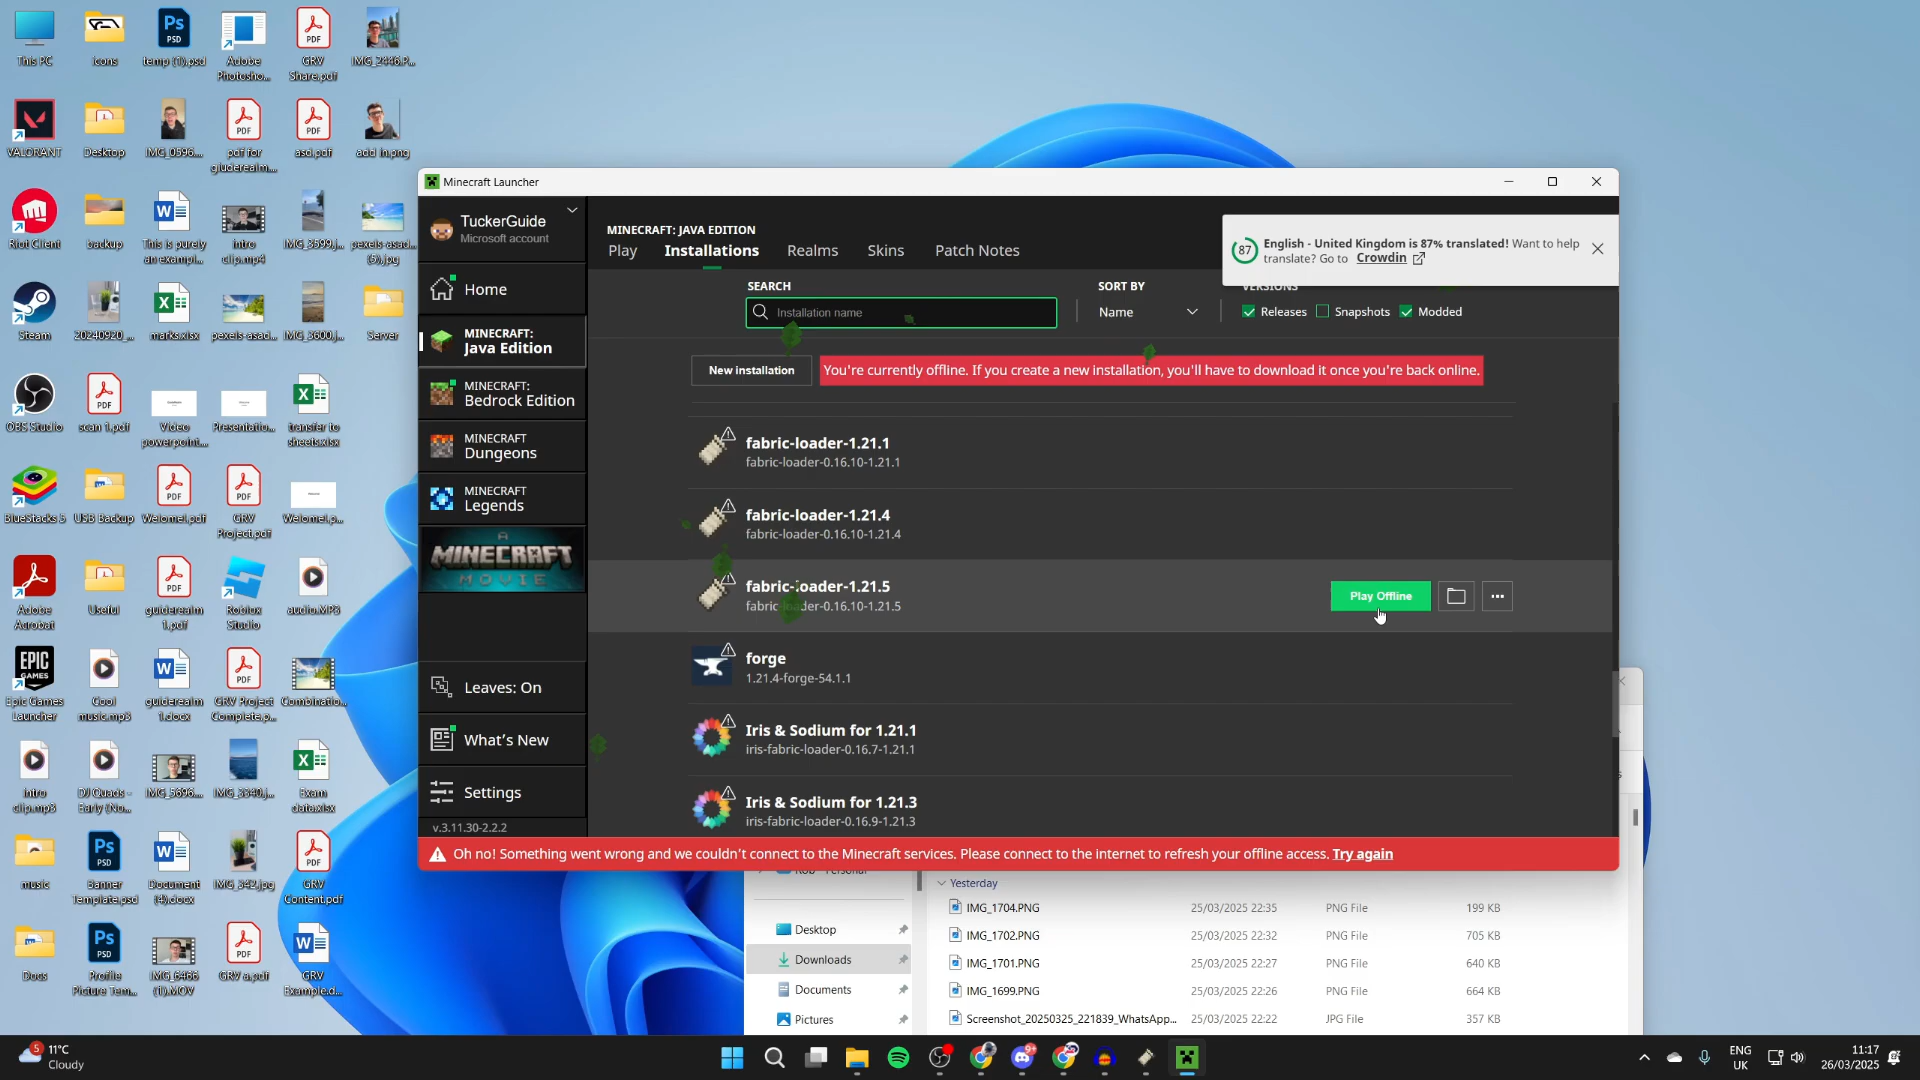 This PC
icons
temp (1).psd
Adobe
Photosho...
GRV
Share.pdf
IMG_2446.P...
VALORANT
Desktop
IMG_0596...
pdf for
giuderealm...
asd.pdf
add in.png
Riot Client
backup
This is purely
an exampl...
intro
clip.mp4
IMG_3599.j...
pexels-asad...
(5).jpg
Steam
20240920_...
marks.xlsx
pexels-asad...
IMG_3600.j...
Server
OBS Studio
scan 1.pdf
Video
powerpoint...
Presentatio...
transfer to
sheets.xlsx
BlueStacks 5
USB Backup
Welome1.pdf
GRV
Project.pdf
Welome1.p...
Adobe
Acrobat
Useful
guiderealm
1.pdf
Roblox
Studio
audio.MP3
Epic Games
Launcher
Cool
music.mp3
guiderealm
1.docx
GRV Project
Complete.p...
Combinatio...
intro
clip.mp3
DJ Quads -
Early (No...
IMG_5696...
IMG_3340.j...
Exam
data.xlsx
music
Banner
Template.psd
Document
(4).docx
IMG_342.jpg
GRV
Content.pdf
Docs
Profile
Picture Tem...
IMG_6466
(1).MOV
GRV a.pdf
GRV
Example.d...
Minecraft Launcher
TuckerGuide
Microsoft account
Home
MINECRAFT:
Java Edition
MINECRAFT:
Bedrock Edition
MINECRAFT
Dungeons
MINECRAFT
Legends
A
MINECRAFT
MOVIE
Leaves: On
What's New
Settings
v.3.11.30-2.2.2
MINECRAFT: JAVA EDITION
Play Installations Realms Skins Patch Notes
87 English - United Kingdom is 87% translated! Want to help
translate? Go to Crowdin
SEARCH
Installation name
SORT BY
Name
VERSIONS
Releases Snapshots Modded
New installation
You're currently offline. If you create a new installation, you'll have to download it once you're back online.
fabric-loader-1.21.1
fabric-loader-0.16.10-1.21.1
fabric-loader-1.21.4
fabric-loader-0.16.10-1.21.4
fabric-loader-1.21.5
fabric-loader-0.16.10-1.21.5
Play Offline
forge
1.21.4-forge-54.1.1
Iris & Sodium for 1.21.1
iris-fabric-loader-0.16.7-1.21.1
Iris & Sodium for 1.21.3
iris-fabric-loader-0.16.9-1.21.3
Oh no! Something went wrong and we couldn't connect to the Minecraft services. Please connect to the internet to refresh your offline access. Try again
Yesterday
Desktop
Downloads
Documents
Pictures
IMG_1704.PNG 25/03/2025 22:35 PNG File 199 KB
IMG_1702.PNG 25/03/2025 22:32 PNG File 705 KB
IMG_1701.PNG 25/03/2025 22:27 PNG File 640 KB
IMG_1699.PNG 25/03/2025 22:26 PNG File 664 KB
Screenshot_20250325_221839_WhatsApp... 25/03/2025 22:22 JPG File 357 KB
5
11°C
Cloudy
9+
ENG
UK
11:17
26/03/2025